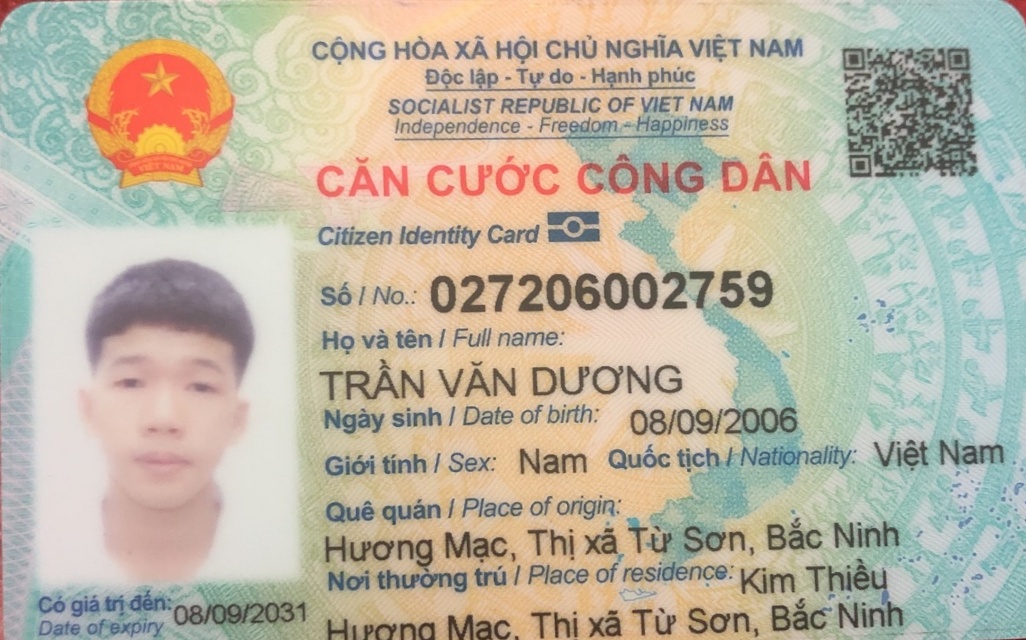 CỘNG HÒA XÃ HỘI CHỦ NGHĨA VIỆT NAM
Độc lập - Tự do - Hạnh phúc
SOCIALIST REPUBLIC OF VIET NAM
Independence - Freedom - Happiness
VIỆT NAM
CĂN CƯỚC CÔNG DÂN
Citizen Identity Card
Số / No.: 027206002759
Họ và tên / Full name:
TRẦN VĂN DƯƠNG
Ngày sinh / Date of birth: 08/09/2006
Giới tính / Sex: Nam Quốc tịch / Nationality: Việt Nam
Quê quán / Place of origin:
Hương Mạc, Thị xã Từ Sơn, Bắc Ninh
Nơi thường trú / Place of residence: Kim Thiều
Hương Mạc, Thị xã Từ Sơn, Bắc Ninh
Có giá trị đến: 08/09/2031
Date of expiry